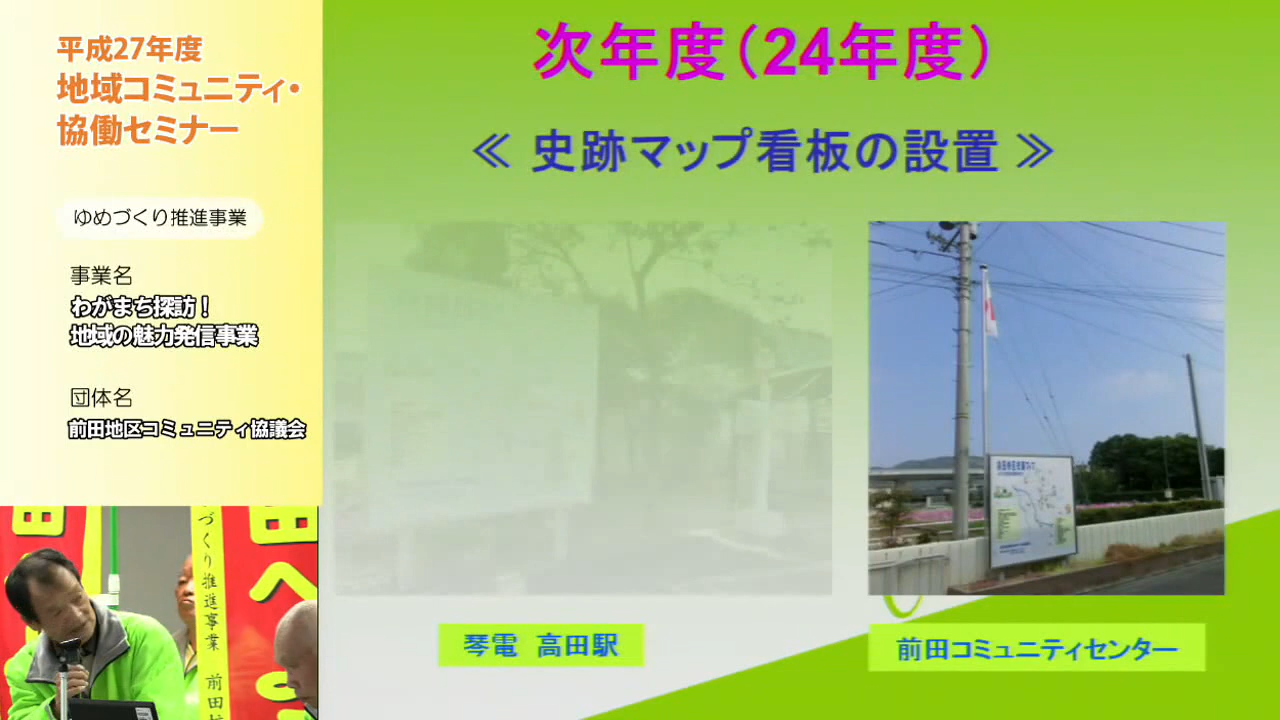 平成27年度
地域コミュニティ・
協働セミナー
ゆめづくり推進事業
事業名
わがまち探訪!
地域の魅力発信事業
団体名
前田地区コミュニティ協議会
次年度(24年度)
≪ 史跡マップ看板の設置 ≫
琴電 高田駅
前田コミュニティセンター
田
田へ
づくり推進事業 前田